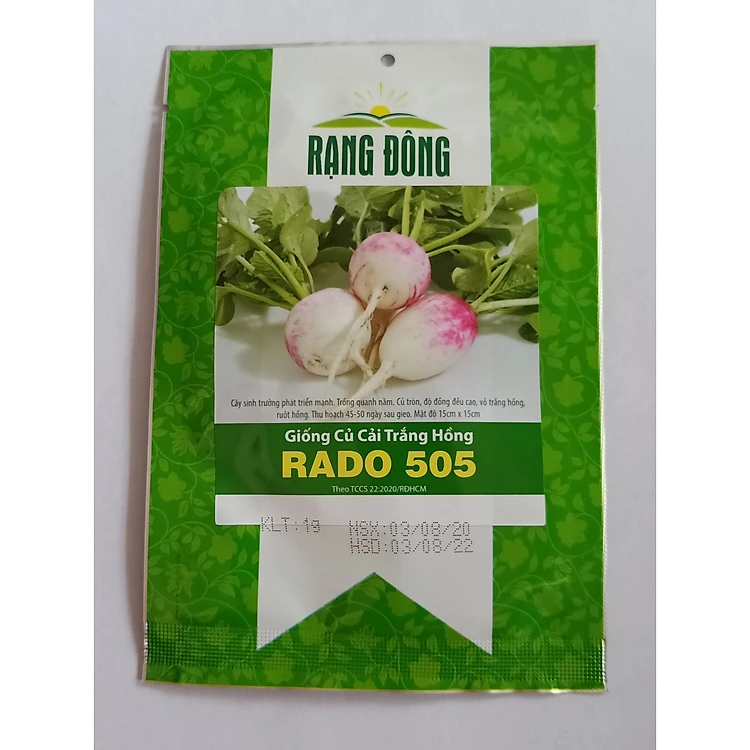 RẠNG ĐÔNG
Cây sinh trưởng phát triển mạnh. Trồng quanh năm. Củ tròn, độ đồng đều cao, vỏ trắng hồng,
ruột hồng. Thu hoạch 45-50 ngày sau gieo. Mật độ 15cm x 15cm
Giống Củ Cải Trắng Hồng
RADO 505
Theo TCCS 22:2020/RĐHCM
KLT:1g NSX:03/08/20
HSD:03/08/22